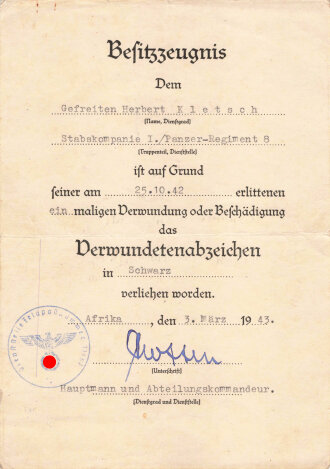 Besitzzeugnis
Dem
Gefreiten Herbert K l e t s c h
(Name, Dienstgrad)
Stabskompanie I./Panzer-Regiment 8
(Truppenteil, Dienststelle)
ist auf Grund
seiner am 25.10.42 erlittenen
ein maligen Verwundung oder Beschädigung
das
Verwundetenabzeichen
in Schwarz
verliehen worden.
Afrika , den 3. März 1943.
(Unterschrift)
Hauptmann und Abteilungskommandeur.
(Dienstgrad und Dienststelle)